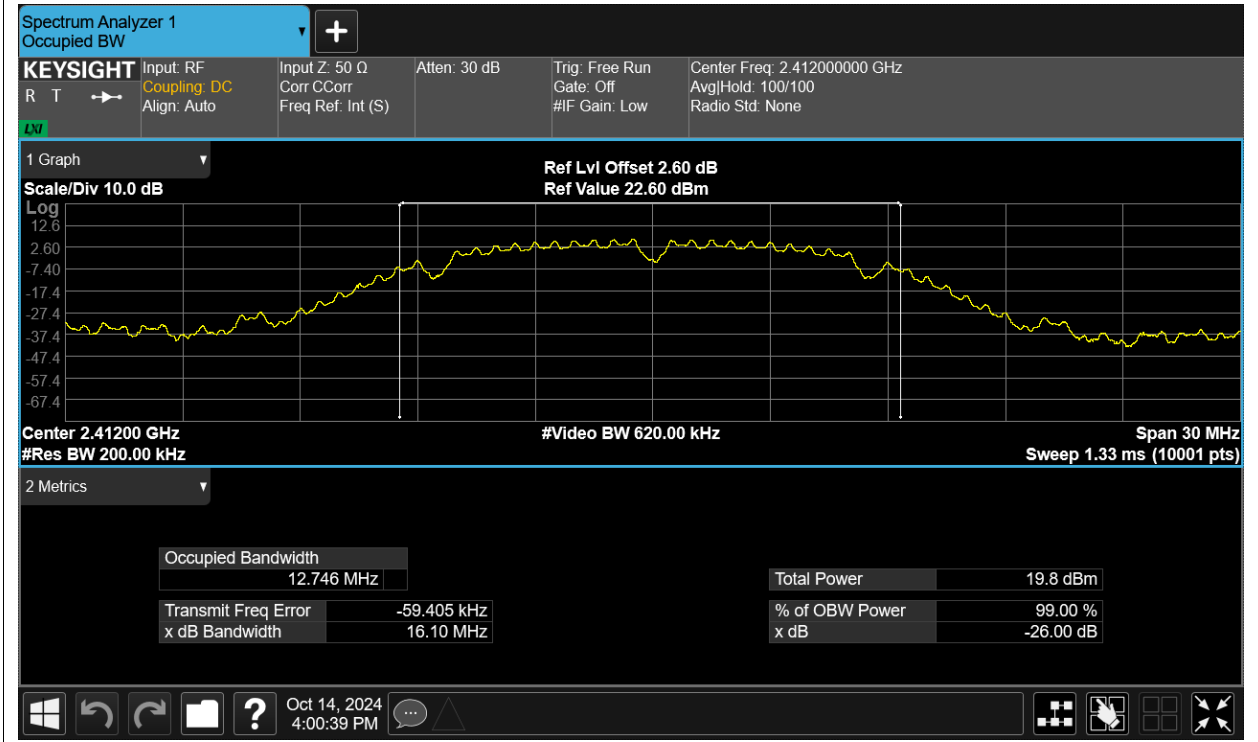 Spectrum Analyzer 1
Occupied BW
KEYSIGHT
R T
LXI
Input: RF
Coupling: DC
Align: Auto
Input Z: 50 Ω
Corr CCorr
Freq Ref: Int (S)
Atten: 30 dB
Trig: Free Run
Gate: Off
#IF Gain: Low
Center Freq: 2.412000000 GHz
Avg|Hold: 100/100
Radio Std: None
1 Graph
Scale/Div 10.0 dB
Ref Lvl Offset 2.60 dB
Ref Value 22.60 dBm
Log
12.6
2.60
-7.40
-17.4
-27.4
-37.4
-47.4
-57.4
-67.4
Center 2.41200 GHz
#Video BW 620.00 kHz
Span 30 MHz
#Res BW 200.00 kHz
Sweep 1.33 ms (10001 pts)
2 Metrics
Occupied Bandwidth
12.746 MHz
Total Power 19.8 dBm
Transmit Freq Error -59.405 kHz
% of OBW Power 99.00 %
x dB Bandwidth 16.10 MHz
x dB -26.00 dB
?
Oct 14, 2024
4:00:39 PM